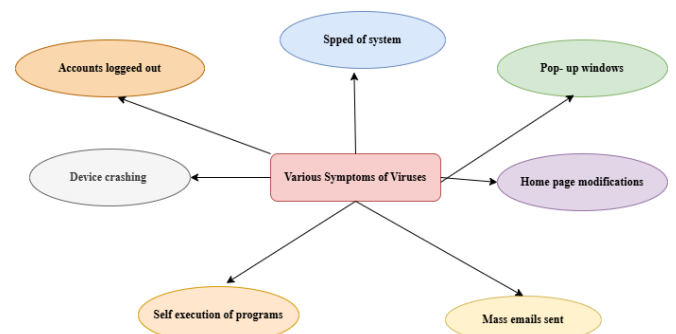 Spped of system
Accounts loggeed out
Pop- up windows
Device crashing
Various Symptoms of Viruses
Home page modifications
Self execution of programs
Mass emails sent